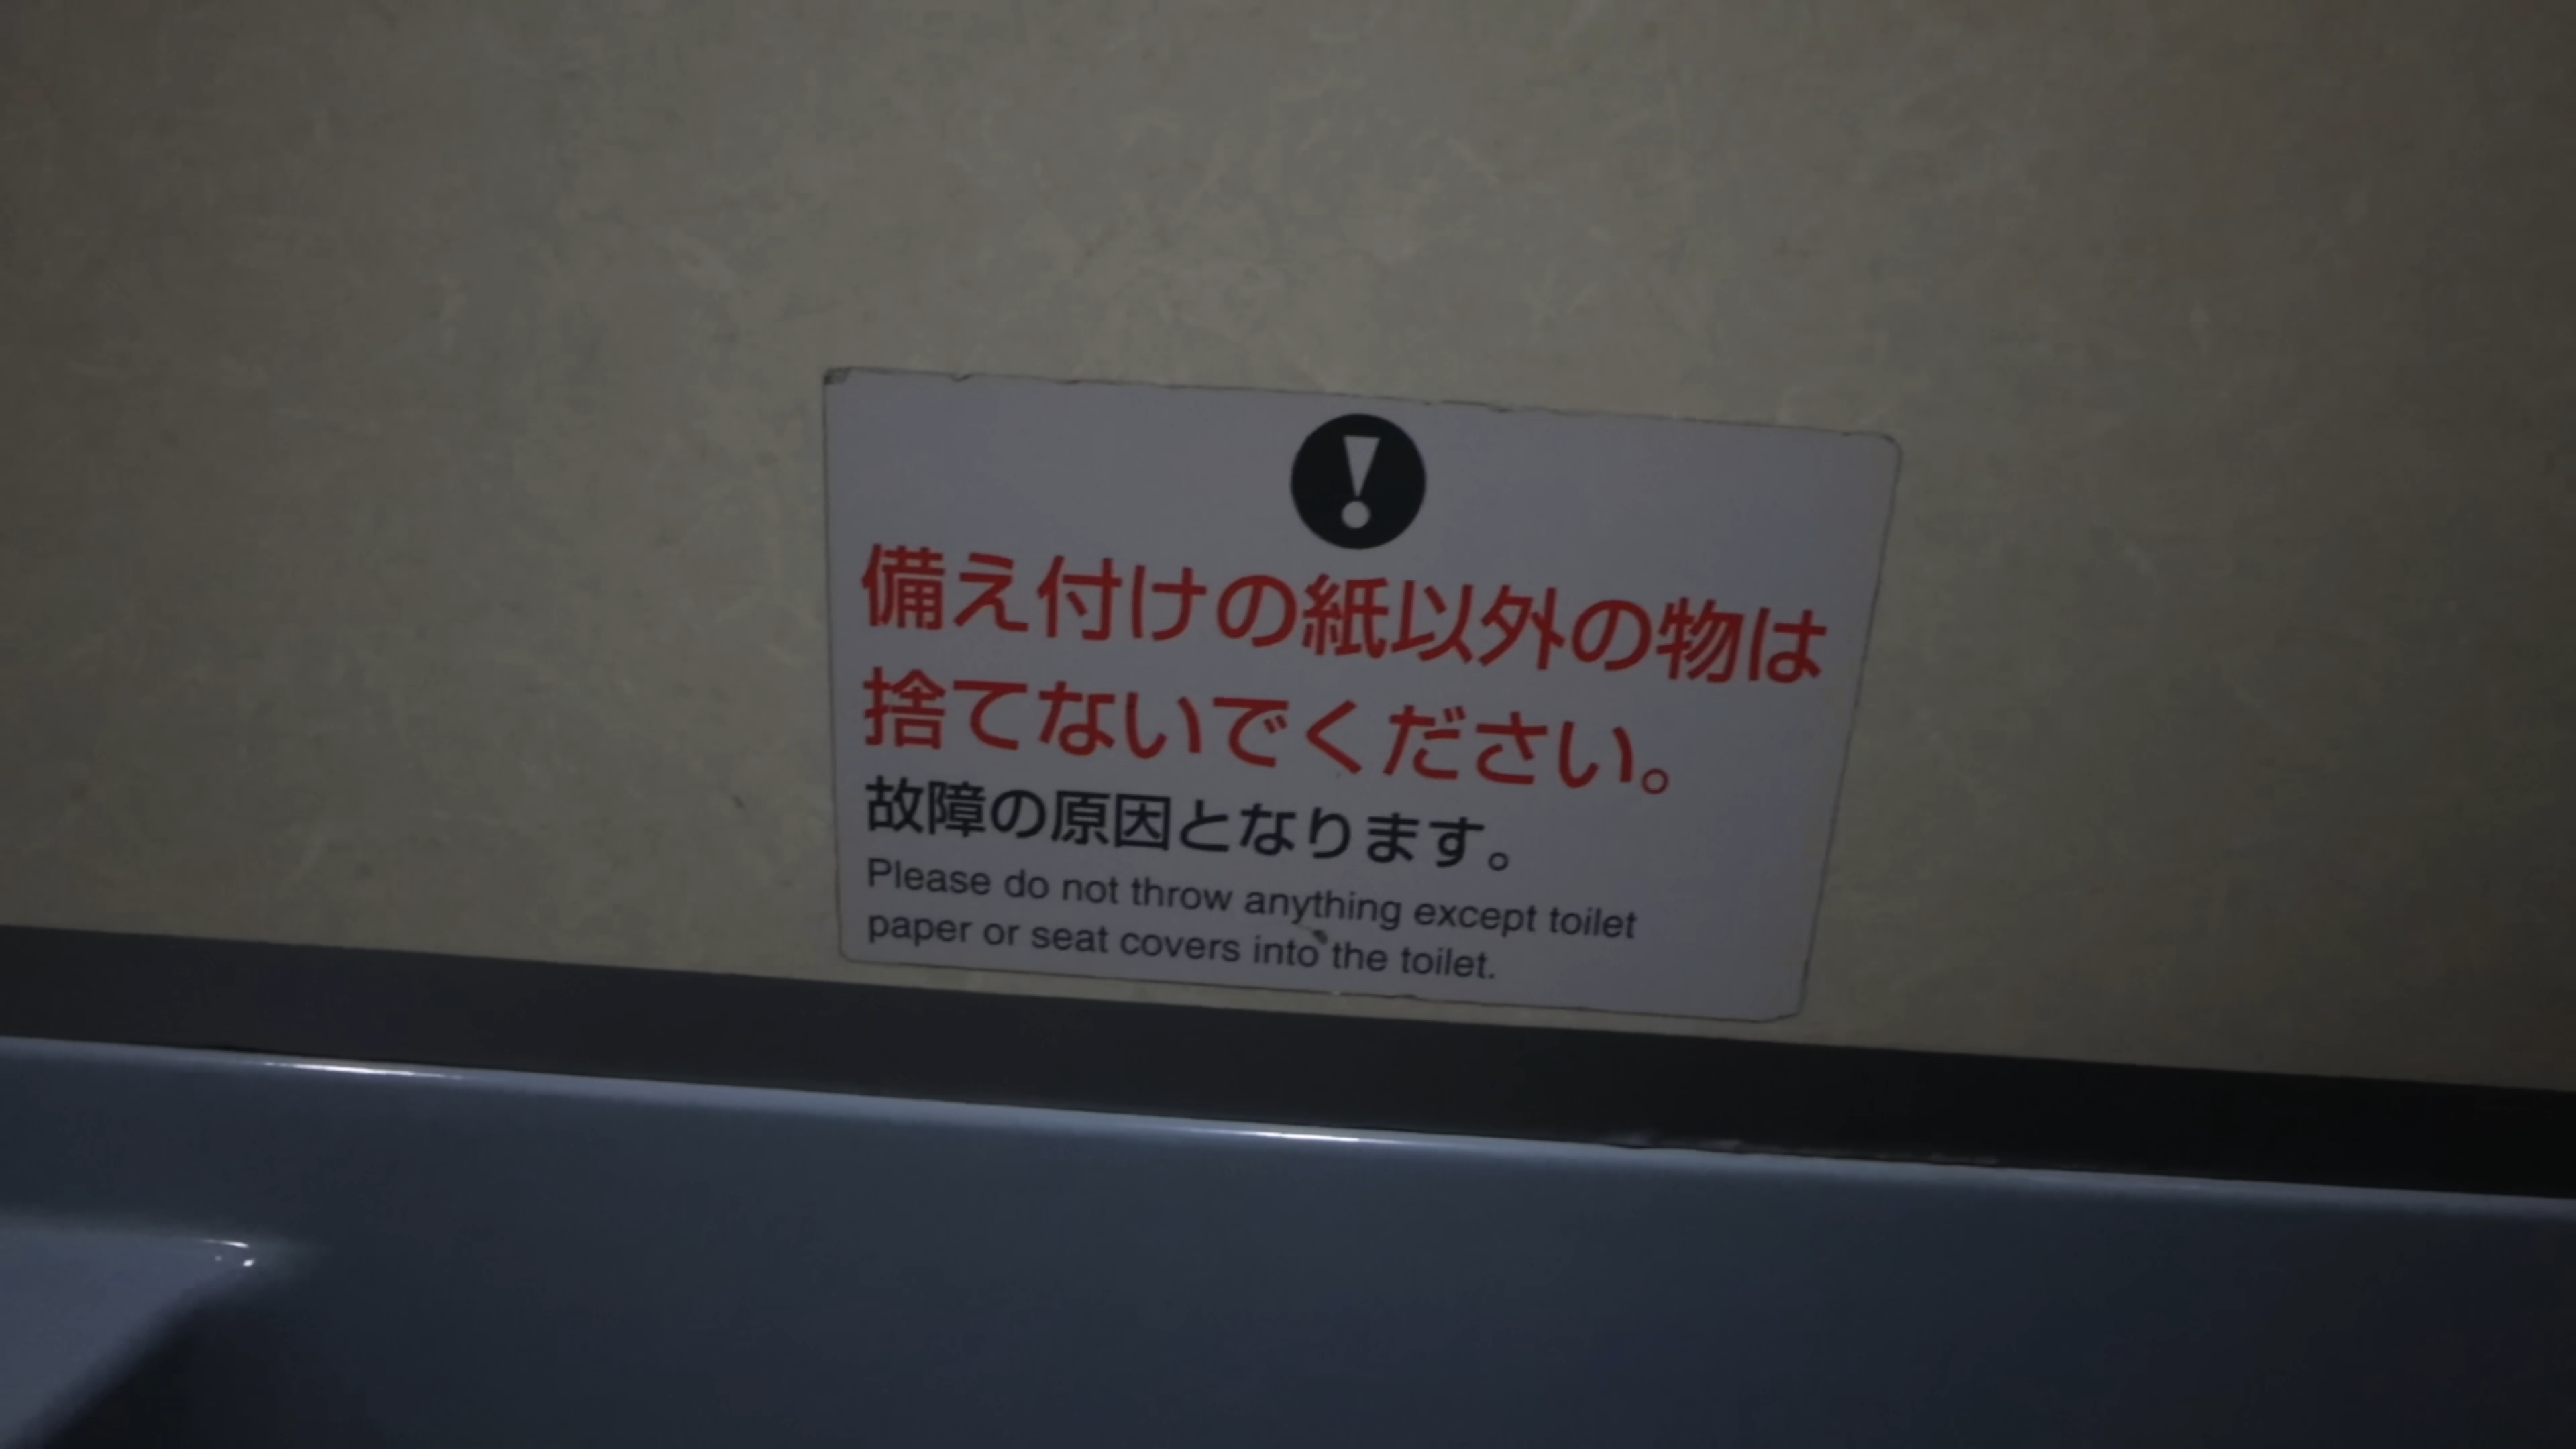 備え付けの紙以外の物は
捨てないでください。
故障の原因となります。
Please do not throw anything except toilet
paper or seat covers into the toilet.